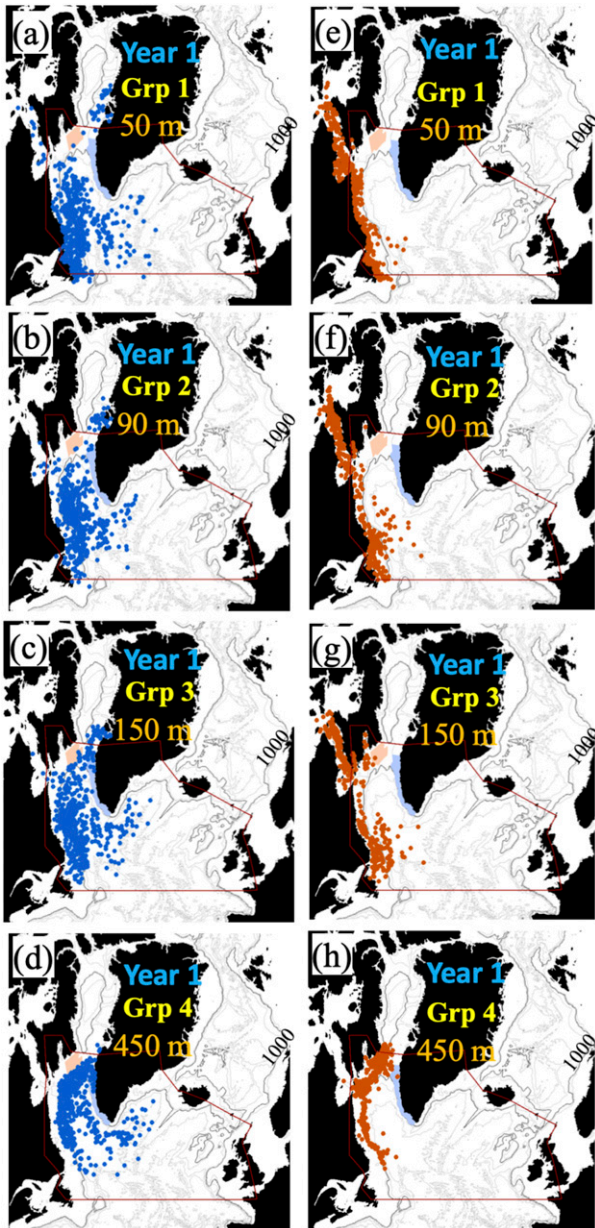 (a)
Year 1
Grp 1
50 m
1000
(e)
Year 1
Grp 1
50 m
1000
(b)
Year 1
Grp 2
90 m
1000
(f)
Year 1
Grp 2
90 m
1000
(c)
Year 1
Grp 3
150 m
1000
(g)
Year 1
Grp 3
150 m
1000
(d)
Year 1
Grp 4
450 m
1000
(h)
Year 1
Grp 4
450 m
1000